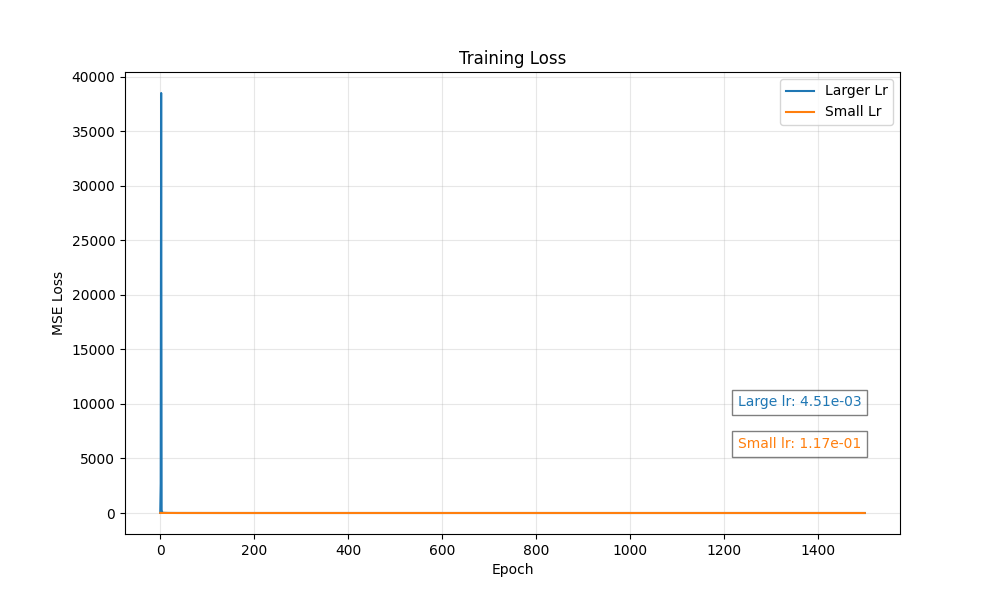 Training Loss
40000
35000
30000
25000
20000
15000
10000
5000
0
MSE Loss
Larger Lr
Small Lr
Large lr: 4.51e-03
Small lr: 1.17e-01
0 200 400 600 800 1000 1200 1400
Epoch